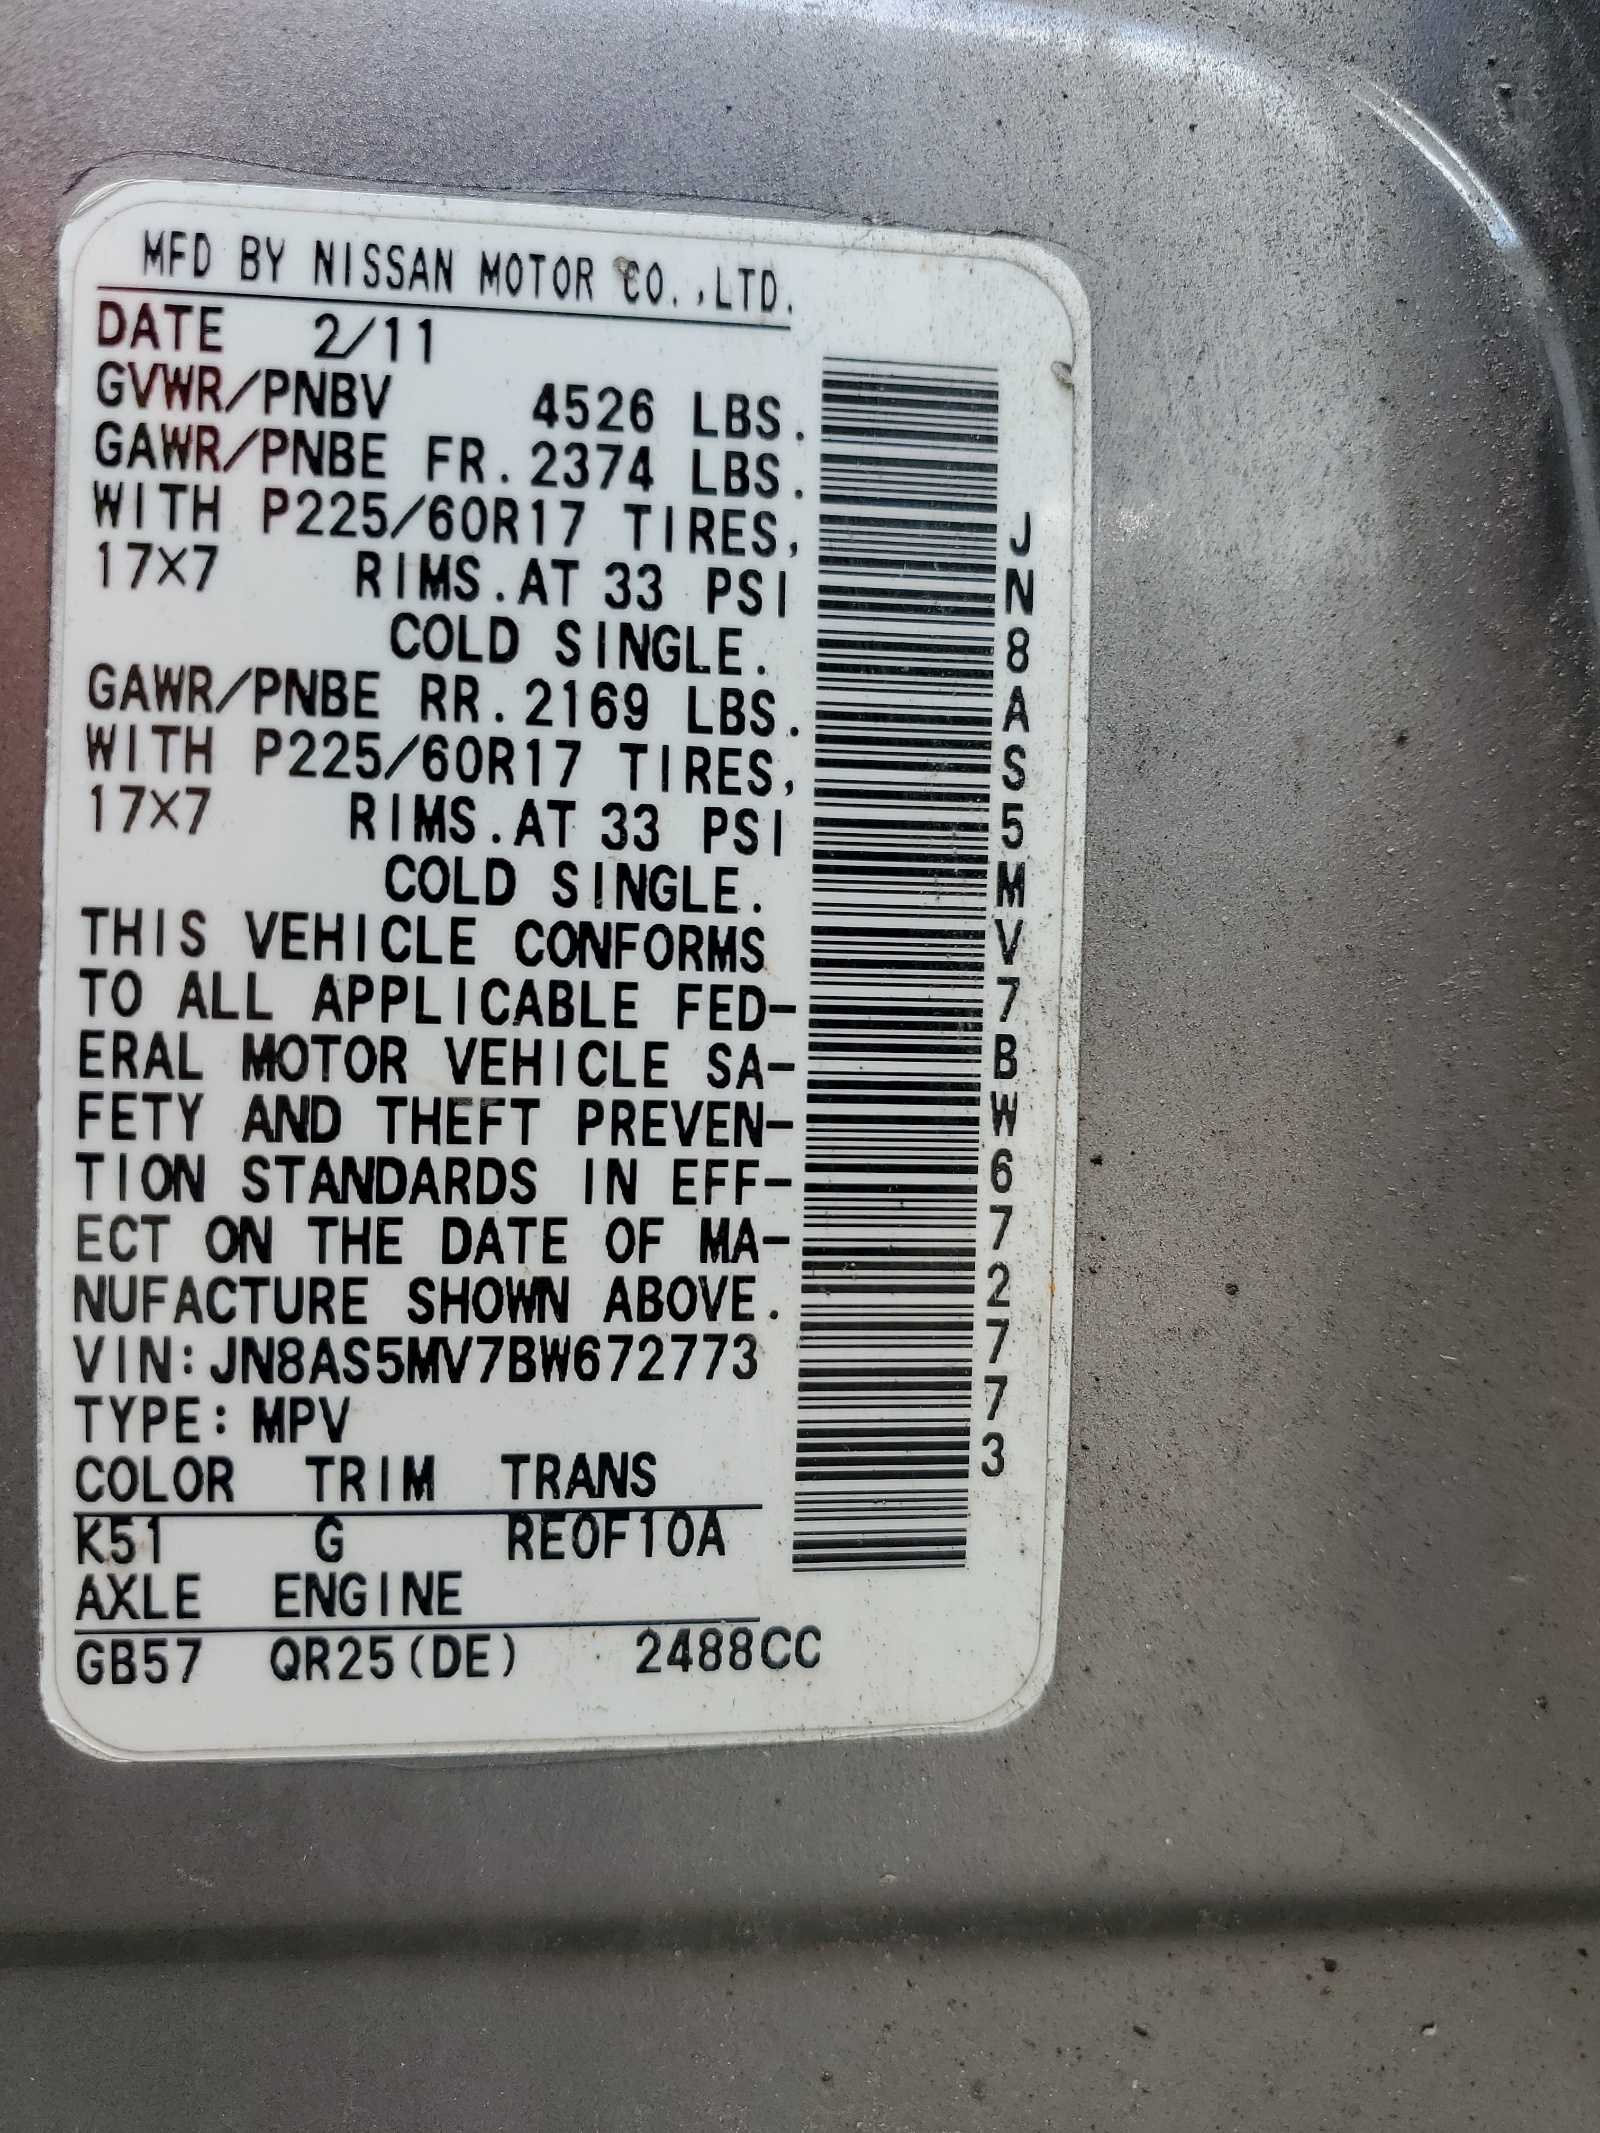 MFD BY NISSAN MOTOR CO.,LTD.
DATE 2/11
GVWR/PNBV 4526 LBS.
GAWR/PNBE FR.2374 LBS.
WITH P225/60R17 TIRES,
17X7 RIMS.AT 33 PSI
COLD SINGLE.
GAWR/PNBE RR.2169 LBS.
WITH P225/60R17 TIRES,
17X7 RIMS.AT 33 PSI
COLD SINGLE.
THIS VEHICLE CONFORMS
TO ALL APPLICABLE FED-
ERAL MOTOR VEHICLE SA-
FETY AND THEFT PREVEN-
TION STANDARDS IN EFF-
ECT ON THE DATE OF MA-
NUFACTURE SHOWN ABOVE.
VIN:JN8AS5MV7BW672773
TYPE:MPV
COLOR TRIM TRANS
K51 G RE0F10A
AXLE ENGINE
GB57 QR25(DE) 2488CC
JN8AS5MV7BW672773